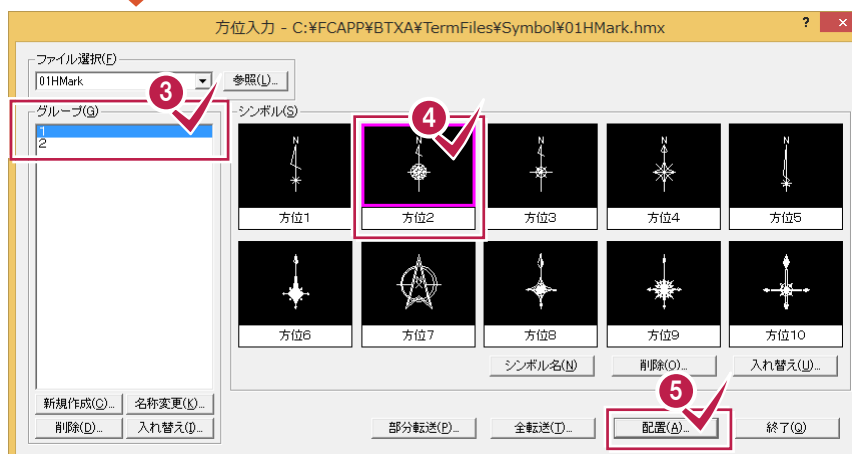 方位入力 - C:¥FCAPP¥BTXA¥TermFiles¥Symbol¥01HMark.hmx
? ×
ファイル選択(F)
01HMark
参照(L)...
3
グループ(G)
1
2
シンボル(S)
4
N
N
N
N
N
方位1
方位2
方位3
方位4
方位5
方位6
方位7
方位8
方位9
方位10
シンボル名(N)
削除(O)...
入れ替え(U)...
5
新規作成(C)...
名称変更(K)...
削除(D)...
入れ替え(I)...
部分転送(P)...
全転送(T)...
配置(A)...
終了(Q)